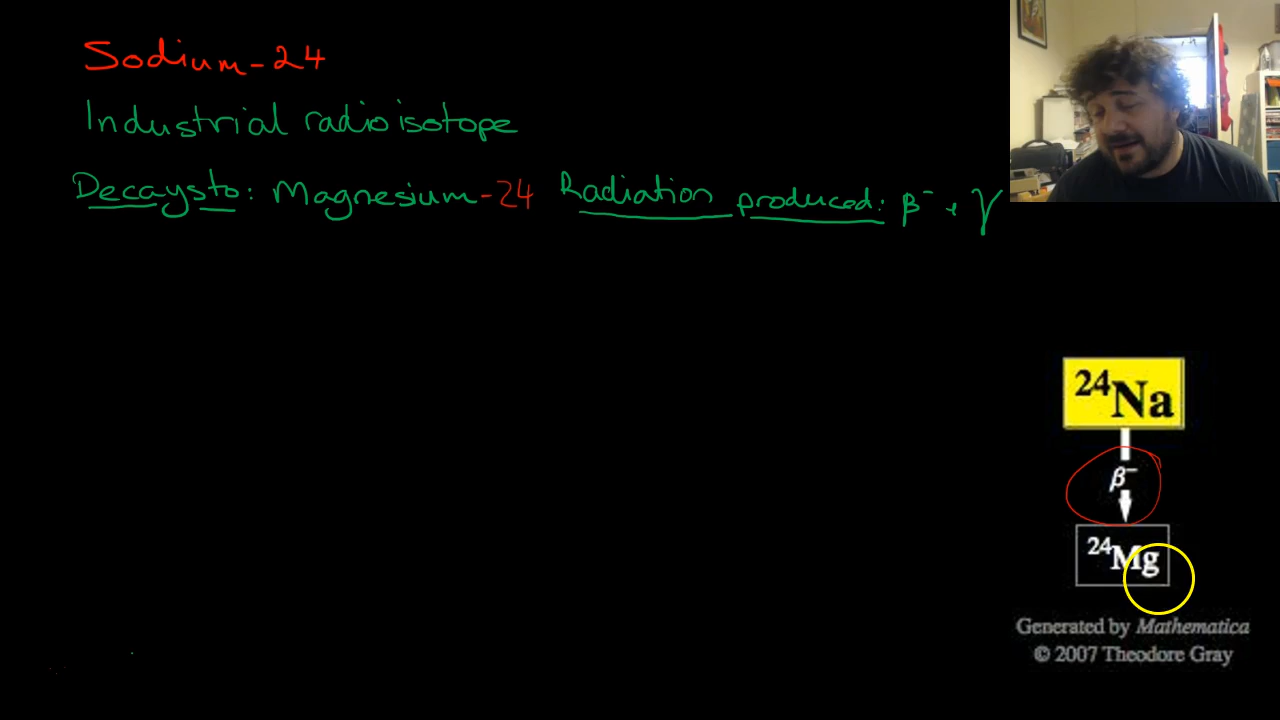 Sodium-24
Industrial radioisotope
Decays to: Magnesium-24 Radiation produced: β⁻ + γ
²⁴Na
β⁻
²⁴Mg
Generated by Mathematica
© 2007 Theodore Gray